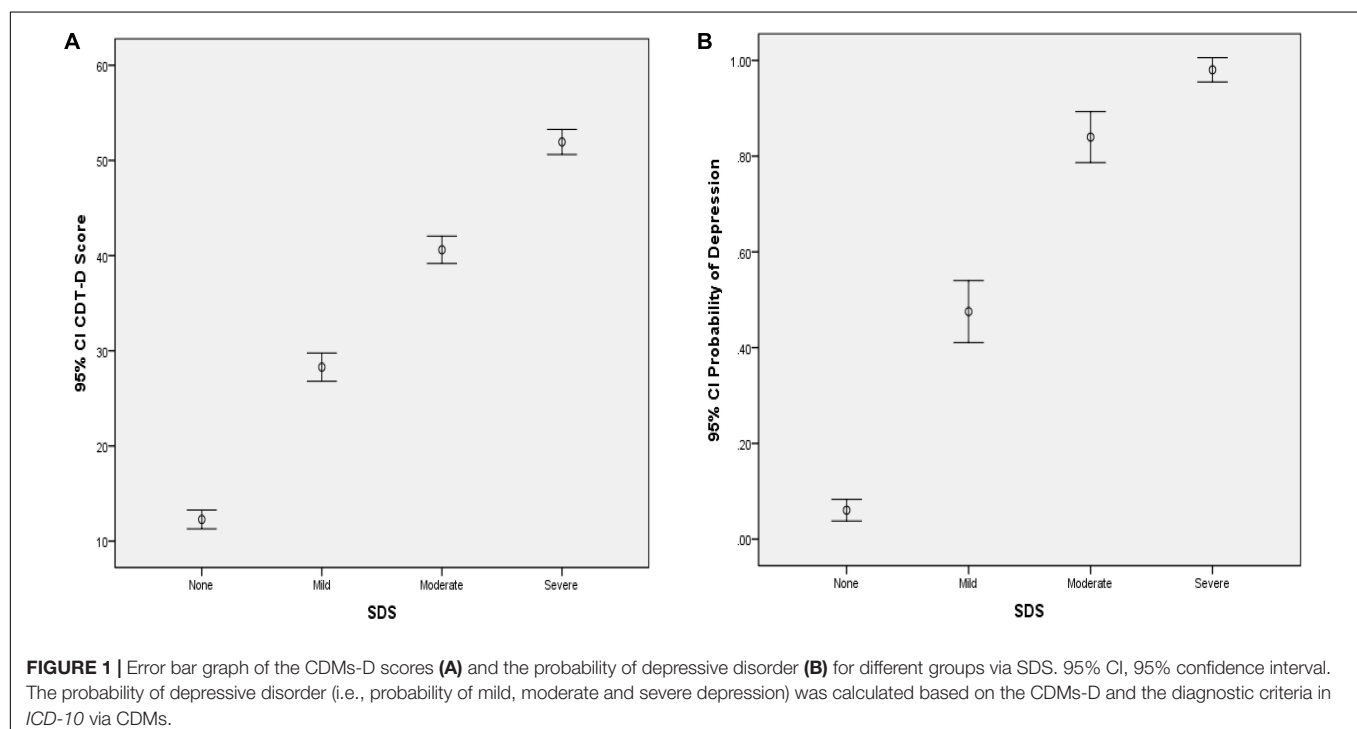 A
60
50
40
30
20
10
95% CI CDT-D Score
None Mild Moderate Severe
SDS
B
1.00
.80
.60
.40
.20
.00
95% CI Probability of Depression
None Mild Moderate Severe
SDS
FIGURE 1 | Error bar graph of the CDMs-D scores (A) and the probability of depressive disorder (B) for different groups via SDS. 95% CI, 95% confidence interval.
The probability of depressive disorder (i.e., probability of mild, moderate and severe depression) was calculated based on the CDMs-D and the diagnostic criteria in
ICD-10 via CDMs.